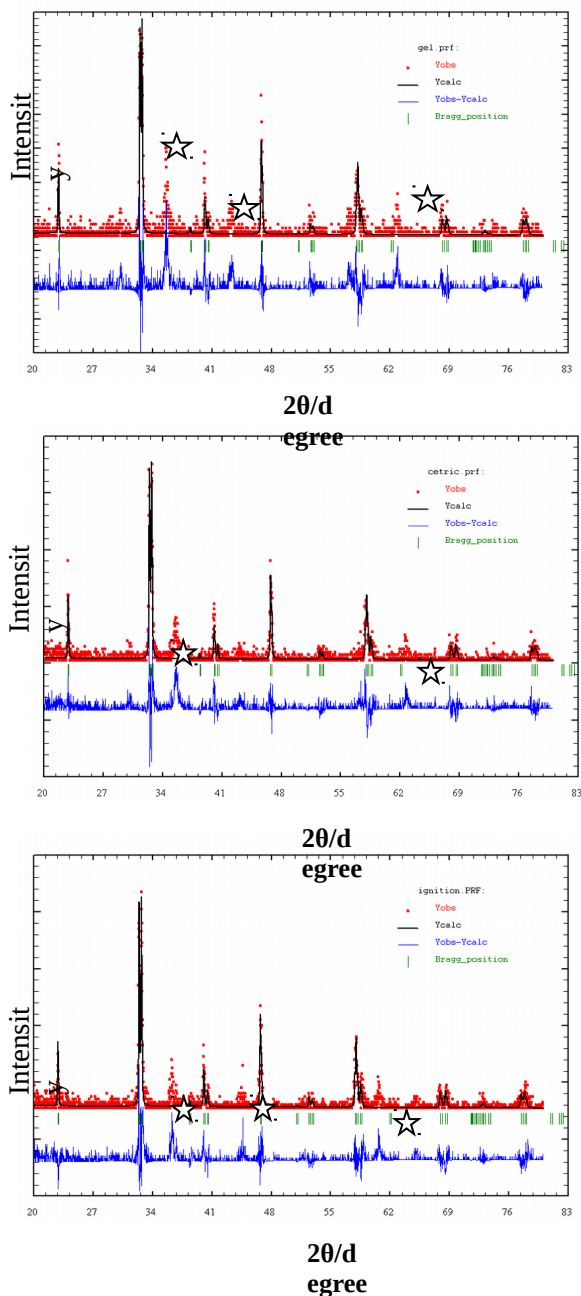 gel.prf:
Yobs
Ycalc
Yobs-Ycalc
Bragg_position
Intensit
y
20 27 34 41 48 55 62 69 76 83
2θ/d
egree
cetric.prf:
Yobs
Ycalc
Yobs-Ycalc
Bragg_position
Intensit
y
20 27 34 41 48 55 62 69 76 83
2θ/d
egree
ignition.PRF:
Yobs
Ycalc
Yobs-Ycalc
Bragg_position
Intensit
y
20 27 34 41 48 55 62 69 76 83
2θ/d
egree